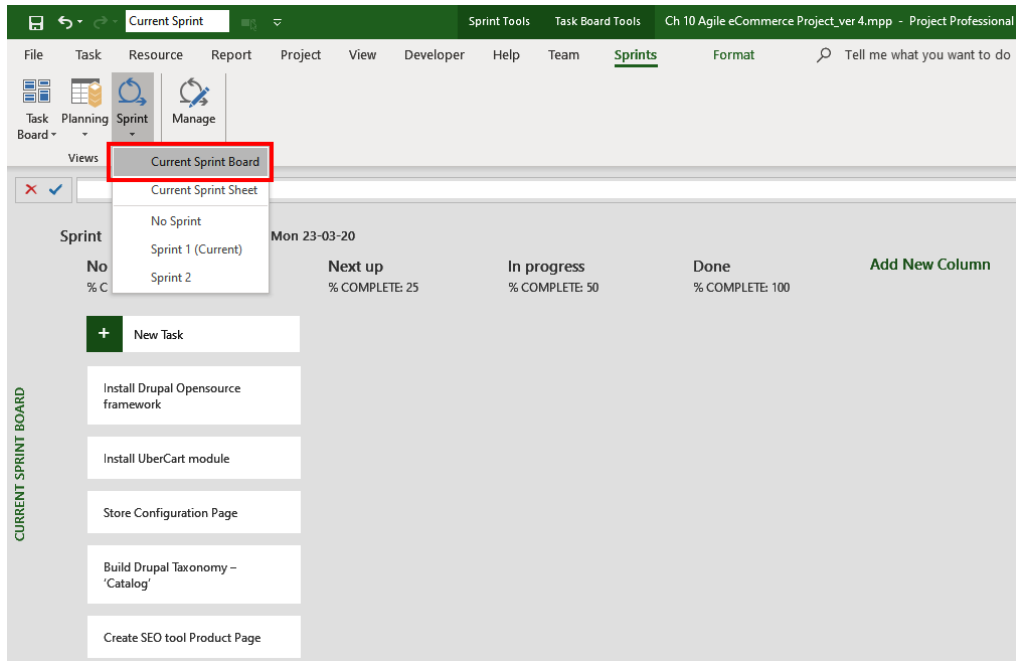 Current Sprint
Sprint Tools Task Board Tools Ch 10 Agile eCommerce Project_ver 4.mpp - Project Professional
File Task Resource Report Project View Developer Help Team Sprints Format Tell me what you want to do
Task Board
Planning
Sprint
Manage
Views
Current Sprint Board
Current Sprint Sheet
No Sprint
Sprint 1 (Current)
Sprint 2
Sprint Mon 23-03-20
No
% C
Next up
% COMPLETE: 25
In progress
% COMPLETE: 50
Done
% COMPLETE: 100
Add New Column
+ New Task
Install Drupal Opensource
framework
Install UberCart module
Store Configuration Page
Build Drupal Taxonomy –
‘Catalog’
Create SEO tool Product Page
CURRENT SPRINT BOARD